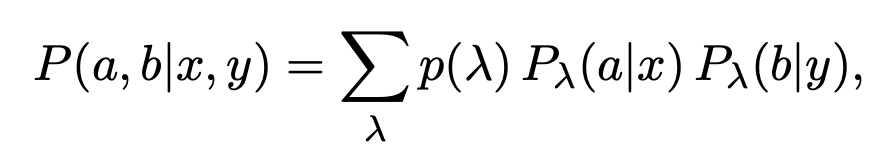 P(a, b|x, y) = ∑_λ p(λ) P_λ(a|x) P_λ(b|y),